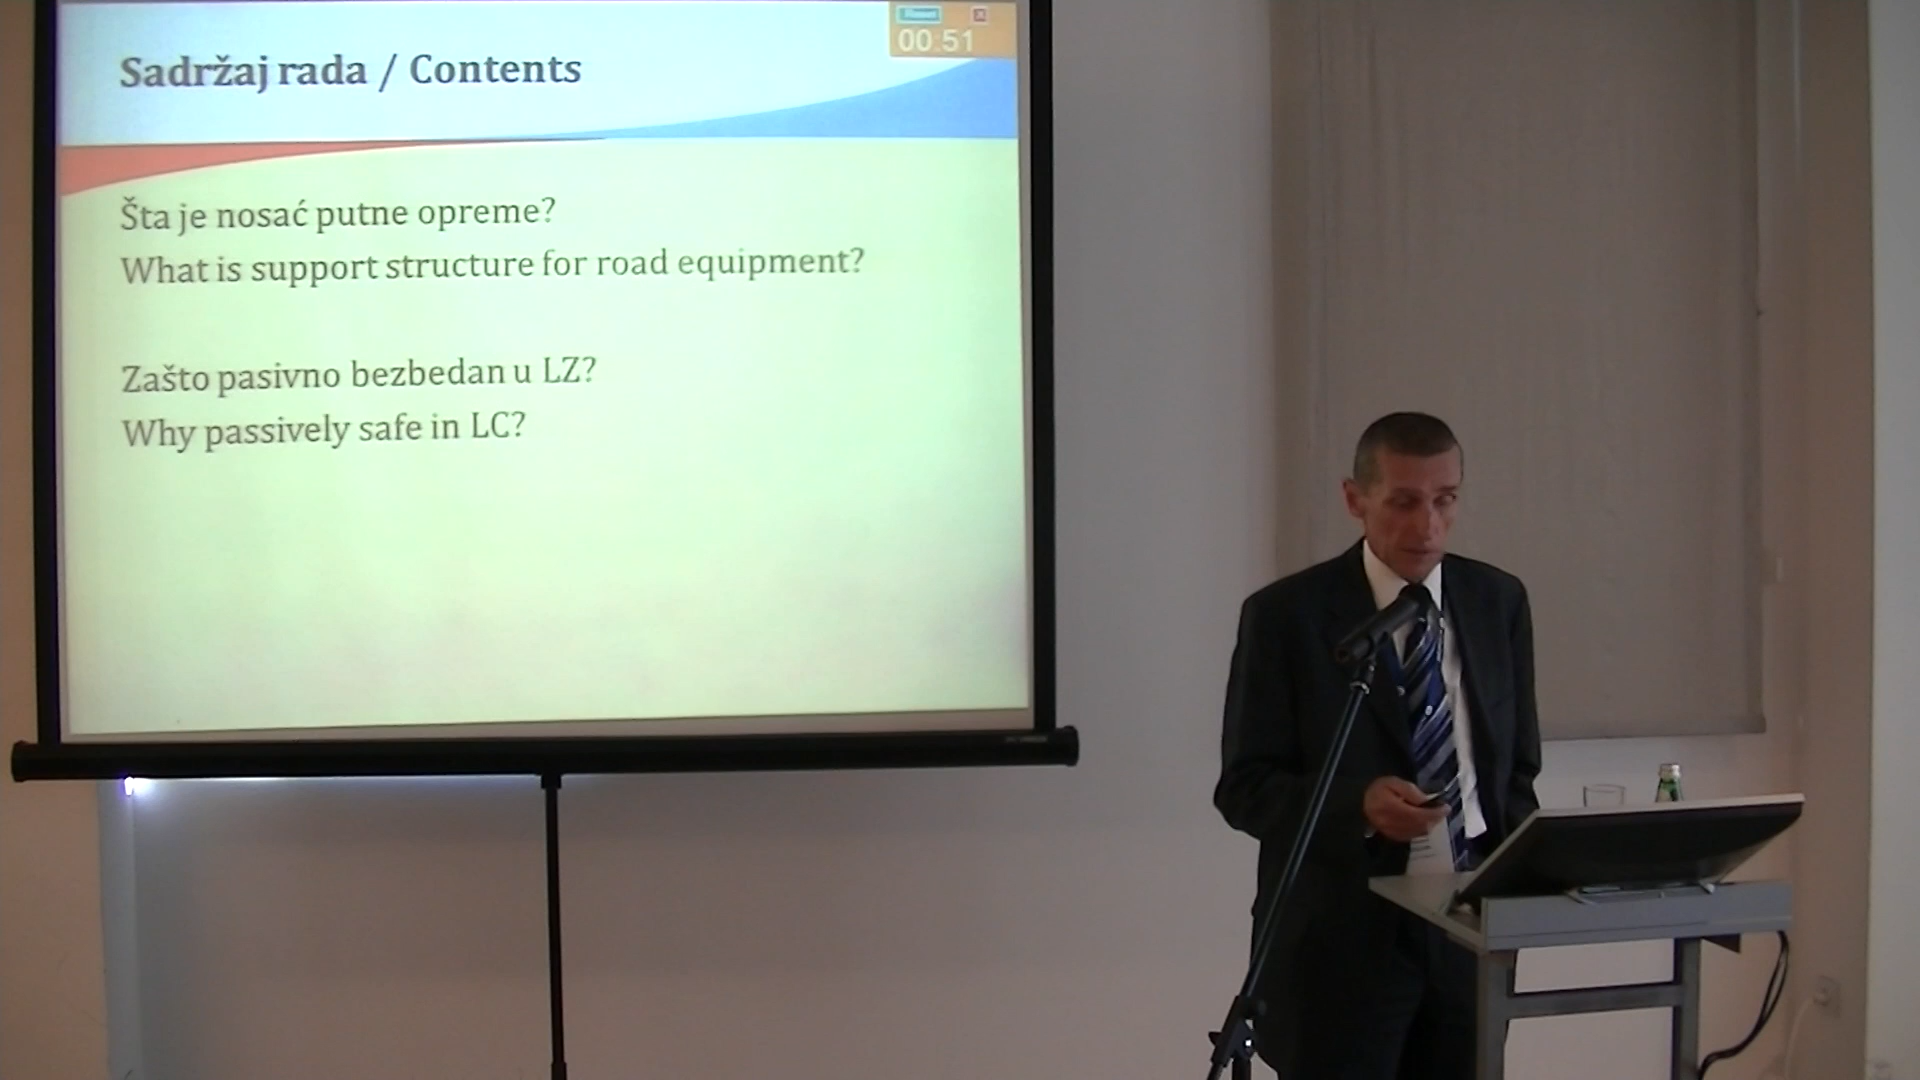 Sadržaj rada / Contents
00:51
Šta je nosać putne opreme?
What is support structure for road equipment?
Zašto pasivno bezbedan u LZ?
Why passively safe in LC?